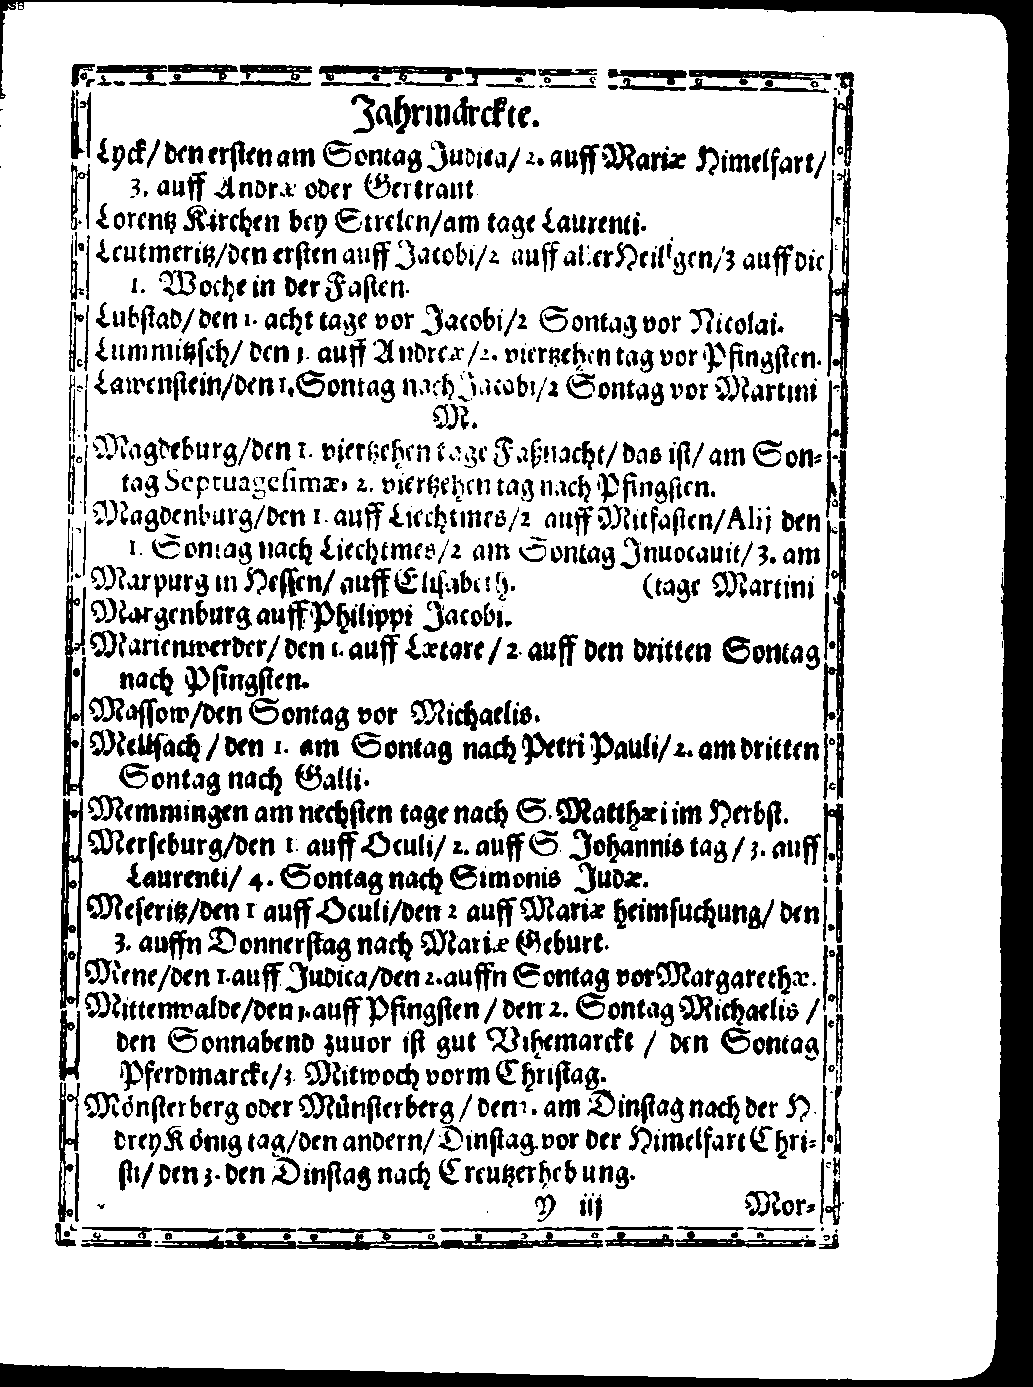 Jahrmärckte.
Lyck/ den ersten am Sontag Judica/ 2. auff Mariæ Himelfart/
3. auff Andræ oder Gertraut
Lorentz Kirchen bey Strelen/ am tage Laurenti.
Leutmeritz/den ersten auff Jacobi/2 auff aller Heiligen/3 auff die
1. Woche in der Fasten.
Lubstad/ den 1. acht tage vor Jacobi/2 Sontag vor Nicolai.
Lummitzsch/ den 1. auff Andreæ /2. viertzehen tag vor Pfingsten.
Lawenstein/den 1. Sontag nach Jacobi/2 Sontag vor Martini
M.
Magdeburg/den 1. viertzehen tage Faßnacht/ das ist/ am Son-
tag Septuagesimæ, 2. viertzehen tag nach Pfingsten.
Magdenburg/den 1. auff Liechtmes/2 auff Mitfasten/Alij den
1. Sontag nach Liechtmes/2 am Sontag Inuocauit/ 3. am
Marpurg in Hessen/ auff Elisabeth. (tage Martini
Margenburg auff Philippi Jacobi.
Marienwerder/ den 1. auff Lætare/ 2. auff den dritten Sontag
nach Pfingsten.
Massow/den Sontag vor Michaelis.
Melsach/ den 1. am Sontag nach Petri Pauli/2. am dritten
Sontag nach Galli.
Memmingen am nechsten tage nach S. Matthæi im Herbst.
Merseburg/den 1 auff Oculi/ 2. auff S. Johannis tag/ 3. auff
Laurenti/ 4. Sontag nach Simonis Judæ.
Meseritz/den 1 auff Oculi/den 2 auff Mariæ heimsuchung/ den
3. auffn Donnerstag nach Mariæ Geburt.
Mene/den 1. auff Judica/den 2. auffn Sontag vor Margarethæ.
Mittenwalde/den 1. auff Pfingsten/ den 2. Sontag Michaelis/
den Sonnabend zuuor ist gut Vihemarckt/ den Sontag
Pferdmarckt/3 Mitwoch vorm Christag.
Mönsterberg oder Münsterberg/ den 1. am Dinstag nach der H.
drey König tag/den andern/ Dinstag vor der Himelfart Chri-
sti/ den 3. den Dinstag nach Creutzerhebung.
Y iij Mor-